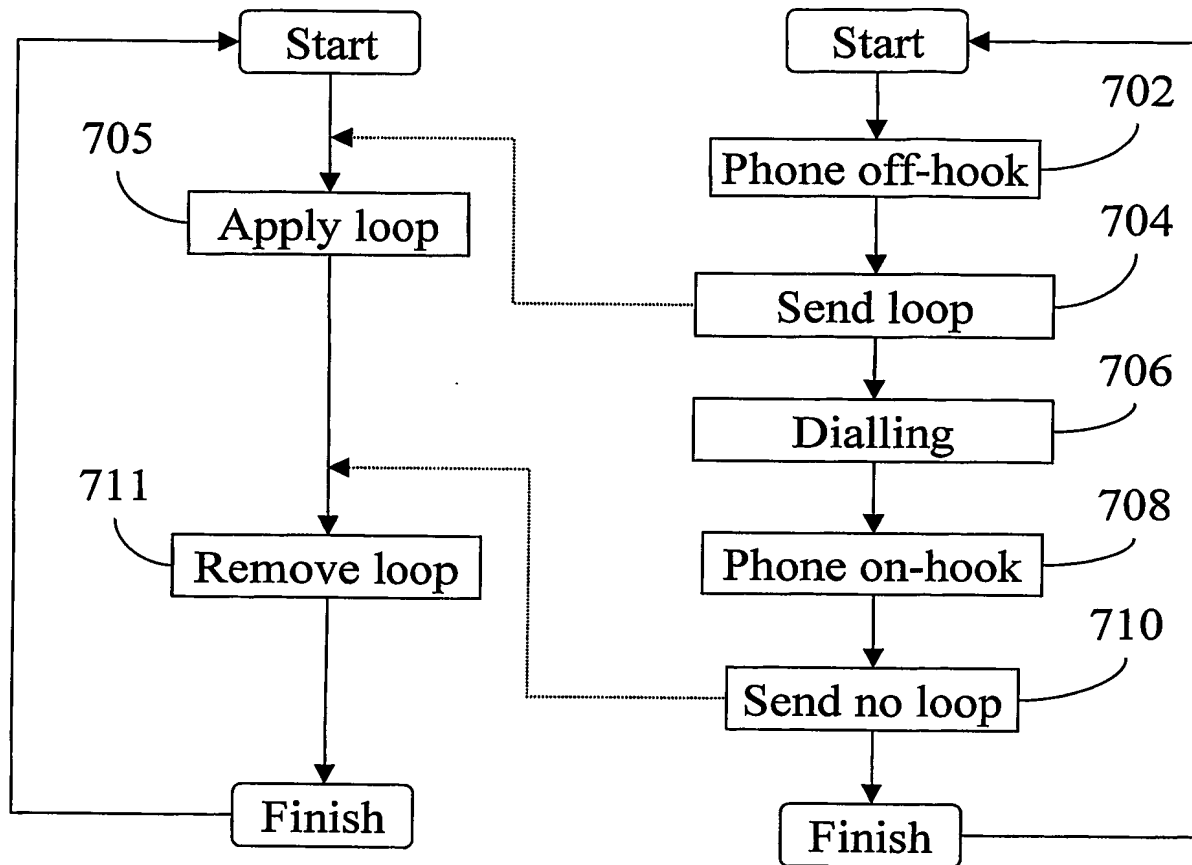 Start
705
Apply loop
711
Remove loop
Finish
Start
702
Phone off-hook
704
Send loop
706
Dialling
708
Phone on-hook
710
Send no loop
Finish